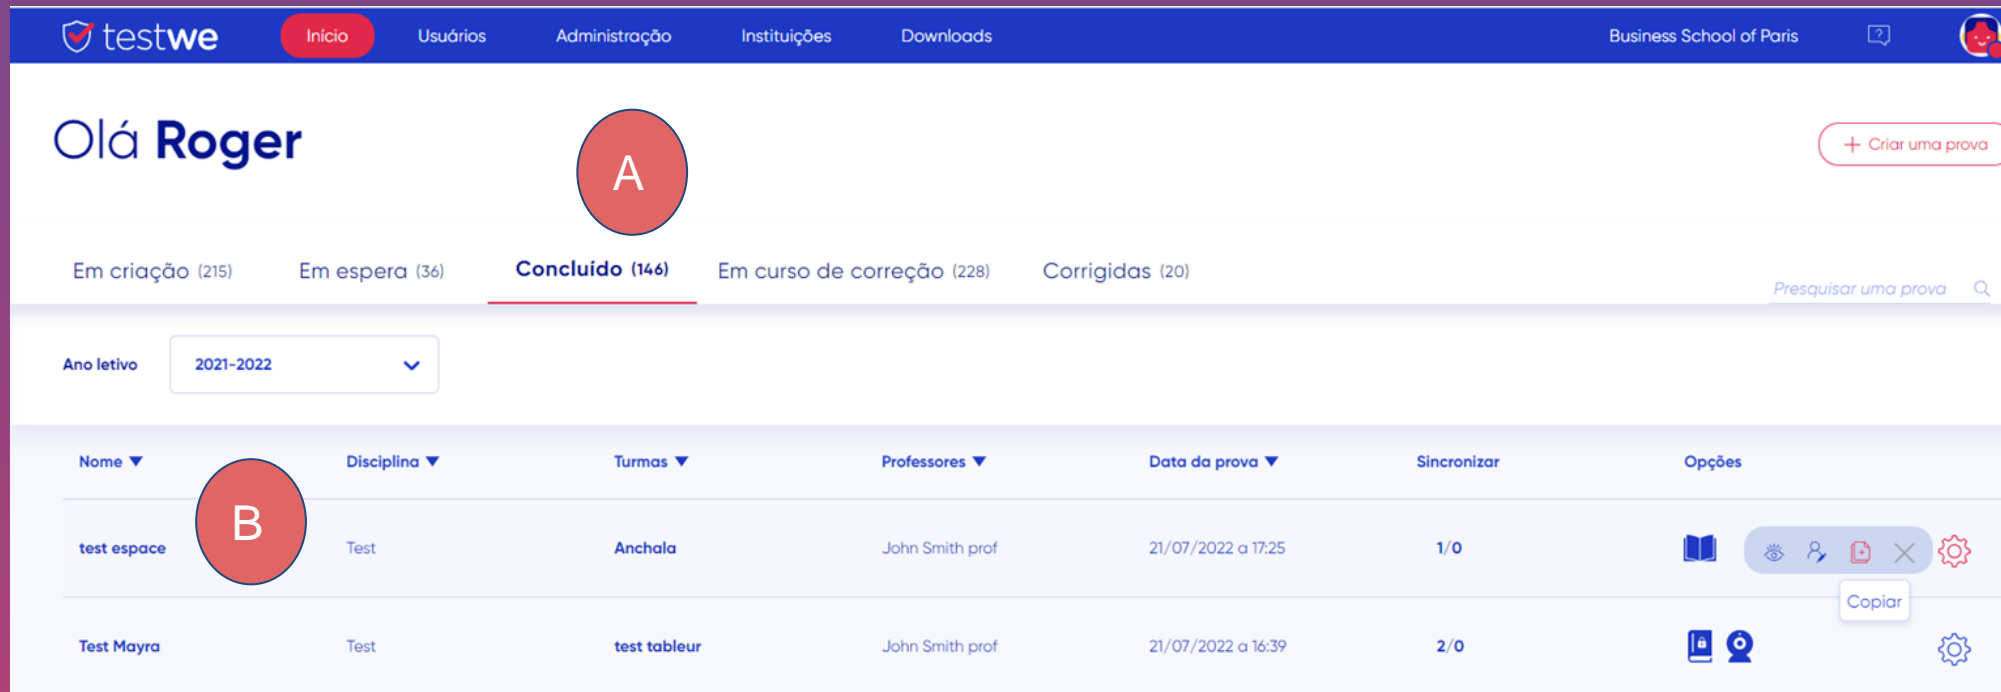 testwe Início Usuários Administração Instituições Downloads Business School of Paris ?
Olá Roger
A
+ Criar uma prova
Em criação (215) Em espera (36) Concluído (146) Em curso de correção (228) Corrigidas (20)
Presquisar uma prova
Ano letivo 2021-2022
Nome Disciplina Turmas Professores Data da prova Sincronizar Opções
B
test espace Test Anchala John Smith prof 21/07/2022 a 17:25 1/0
Copiar
Test Mayra Test test tableur John Smith prof 21/07/2022 a 16:39 2/0